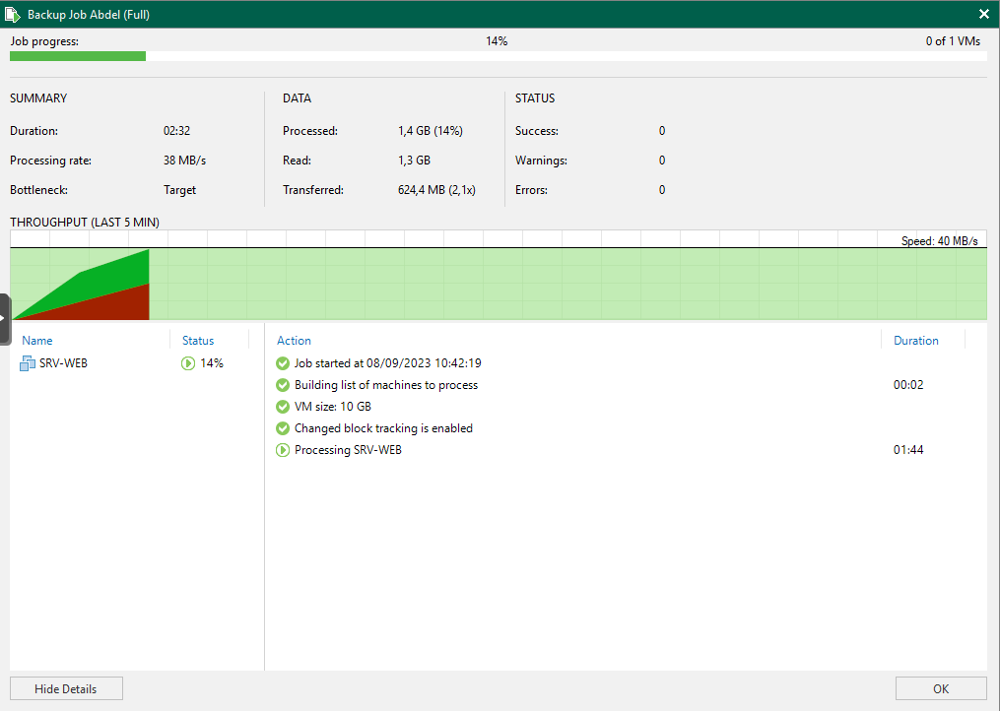 Backup Job Abdel (Full)
Job progress: 14% 0 of 1 VMs
SUMMARY DATA STATUS
Duration: 02:32 Processed: 1,4 GB (14%) Success: 0
Processing rate: 38 MB/s Read: 1,3 GB Warnings: 0
Bottleneck: Target Transferred: 624,4 MB (2,1x) Errors: 0
THROUGHPUT (LAST 5 MIN)
Speed: 40 MB/s
Name Status Action Duration
SRV-WEB 14% Job started at 08/09/2023 10:42:19
Building list of machines to process 00:02
VM size: 10 GB
Changed block tracking is enabled
Processing SRV-WEB 01:44
Hide Details OK